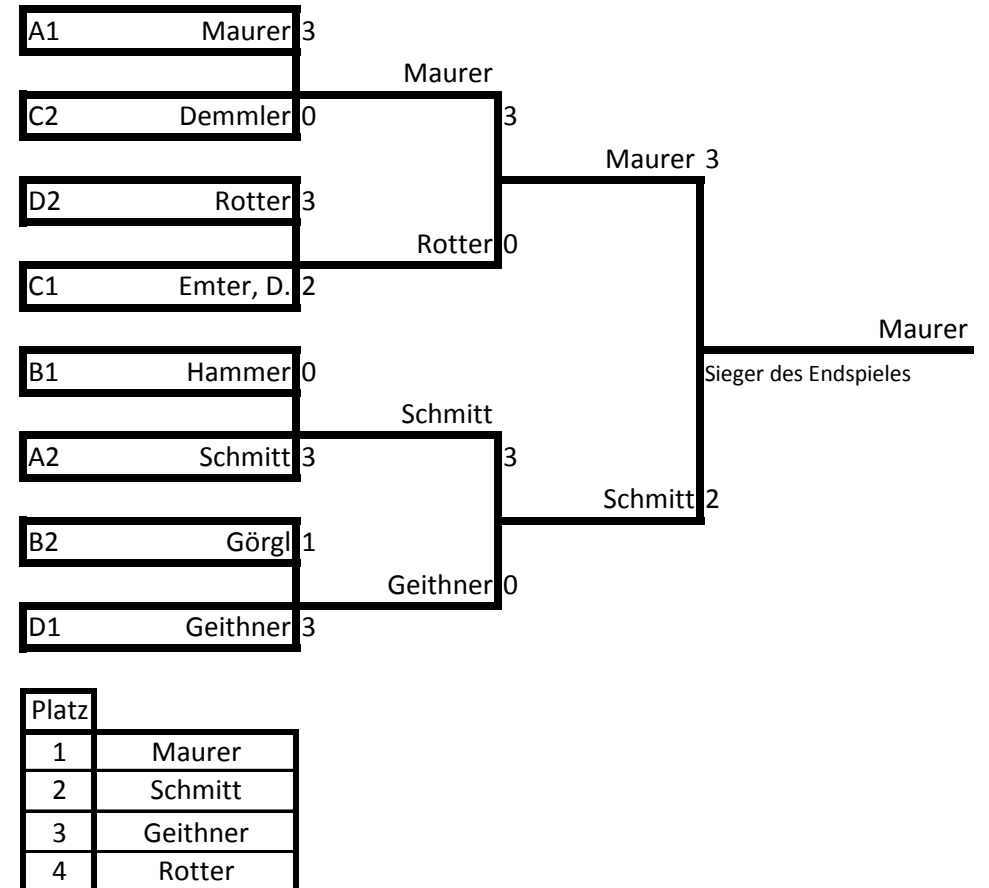 A1 Maurer 3
Maurer
C2 Demmler 0
3
Maurer 3
D2 Rotter 3
Rotter 0
C1 Emter, D. 2
Maurer
B1 Hammer 0
Sieger des Endspieles
Schmitt
A2 Schmitt 3
3
Schmitt 2
B2 Görgl 1
Geithner 0
D1 Geithner 3
Platz
1 Maurer
2 Schmitt
3 Geithner
4 Rotter